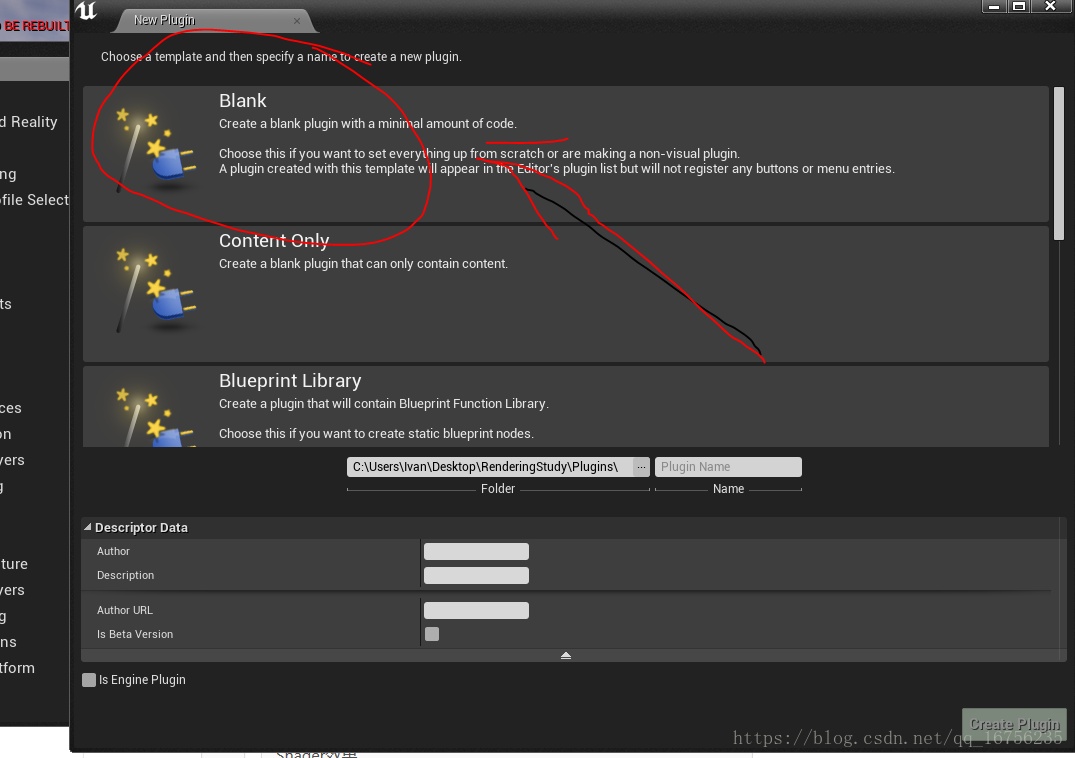 BE REBUILT
New Plugin
Choose a template and then specify a name to create a new plugin.
Blank
Create a blank plugin with a minimal amount of code.
Choose this if you want to set everything up from scratch or are making a non-visual plugin.
A plugin created with this template will appear in the Editor's plugin list but will not register any buttons or menu entries.
Content Only
Create a blank plugin that can only contain content.
Blueprint Library
Create a plugin that will contain Blueprint Function Library.
Choose this if you want to create static blueprint nodes.
d Reality
ng
ofile Select
ts
ces
on
yers
g
ture
yers
g
ns
tform
C:\Users\Ivan\Desktop\RenderingStudy\Plugins\ ... Plugin Name
Folder Name
Descriptor Data
Author
Description
Author URL
Is Beta Version
Is Engine Plugin
Create Plugin
https://blog.csdn.net/qq_16756235